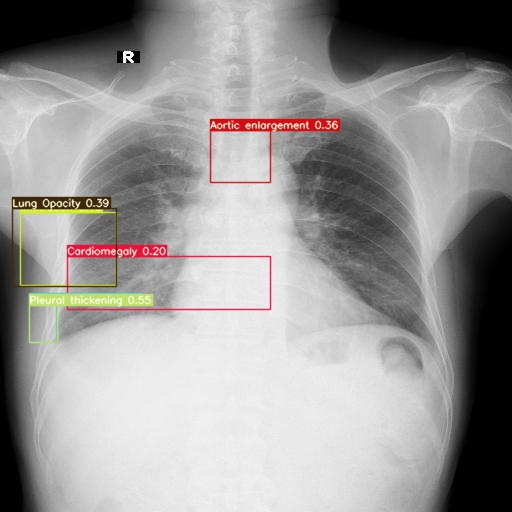 R
Aortic enlargement 0.36
Lung Opacity 0.39
Cardiomegaly 0.20
Pleural thickening 0.55